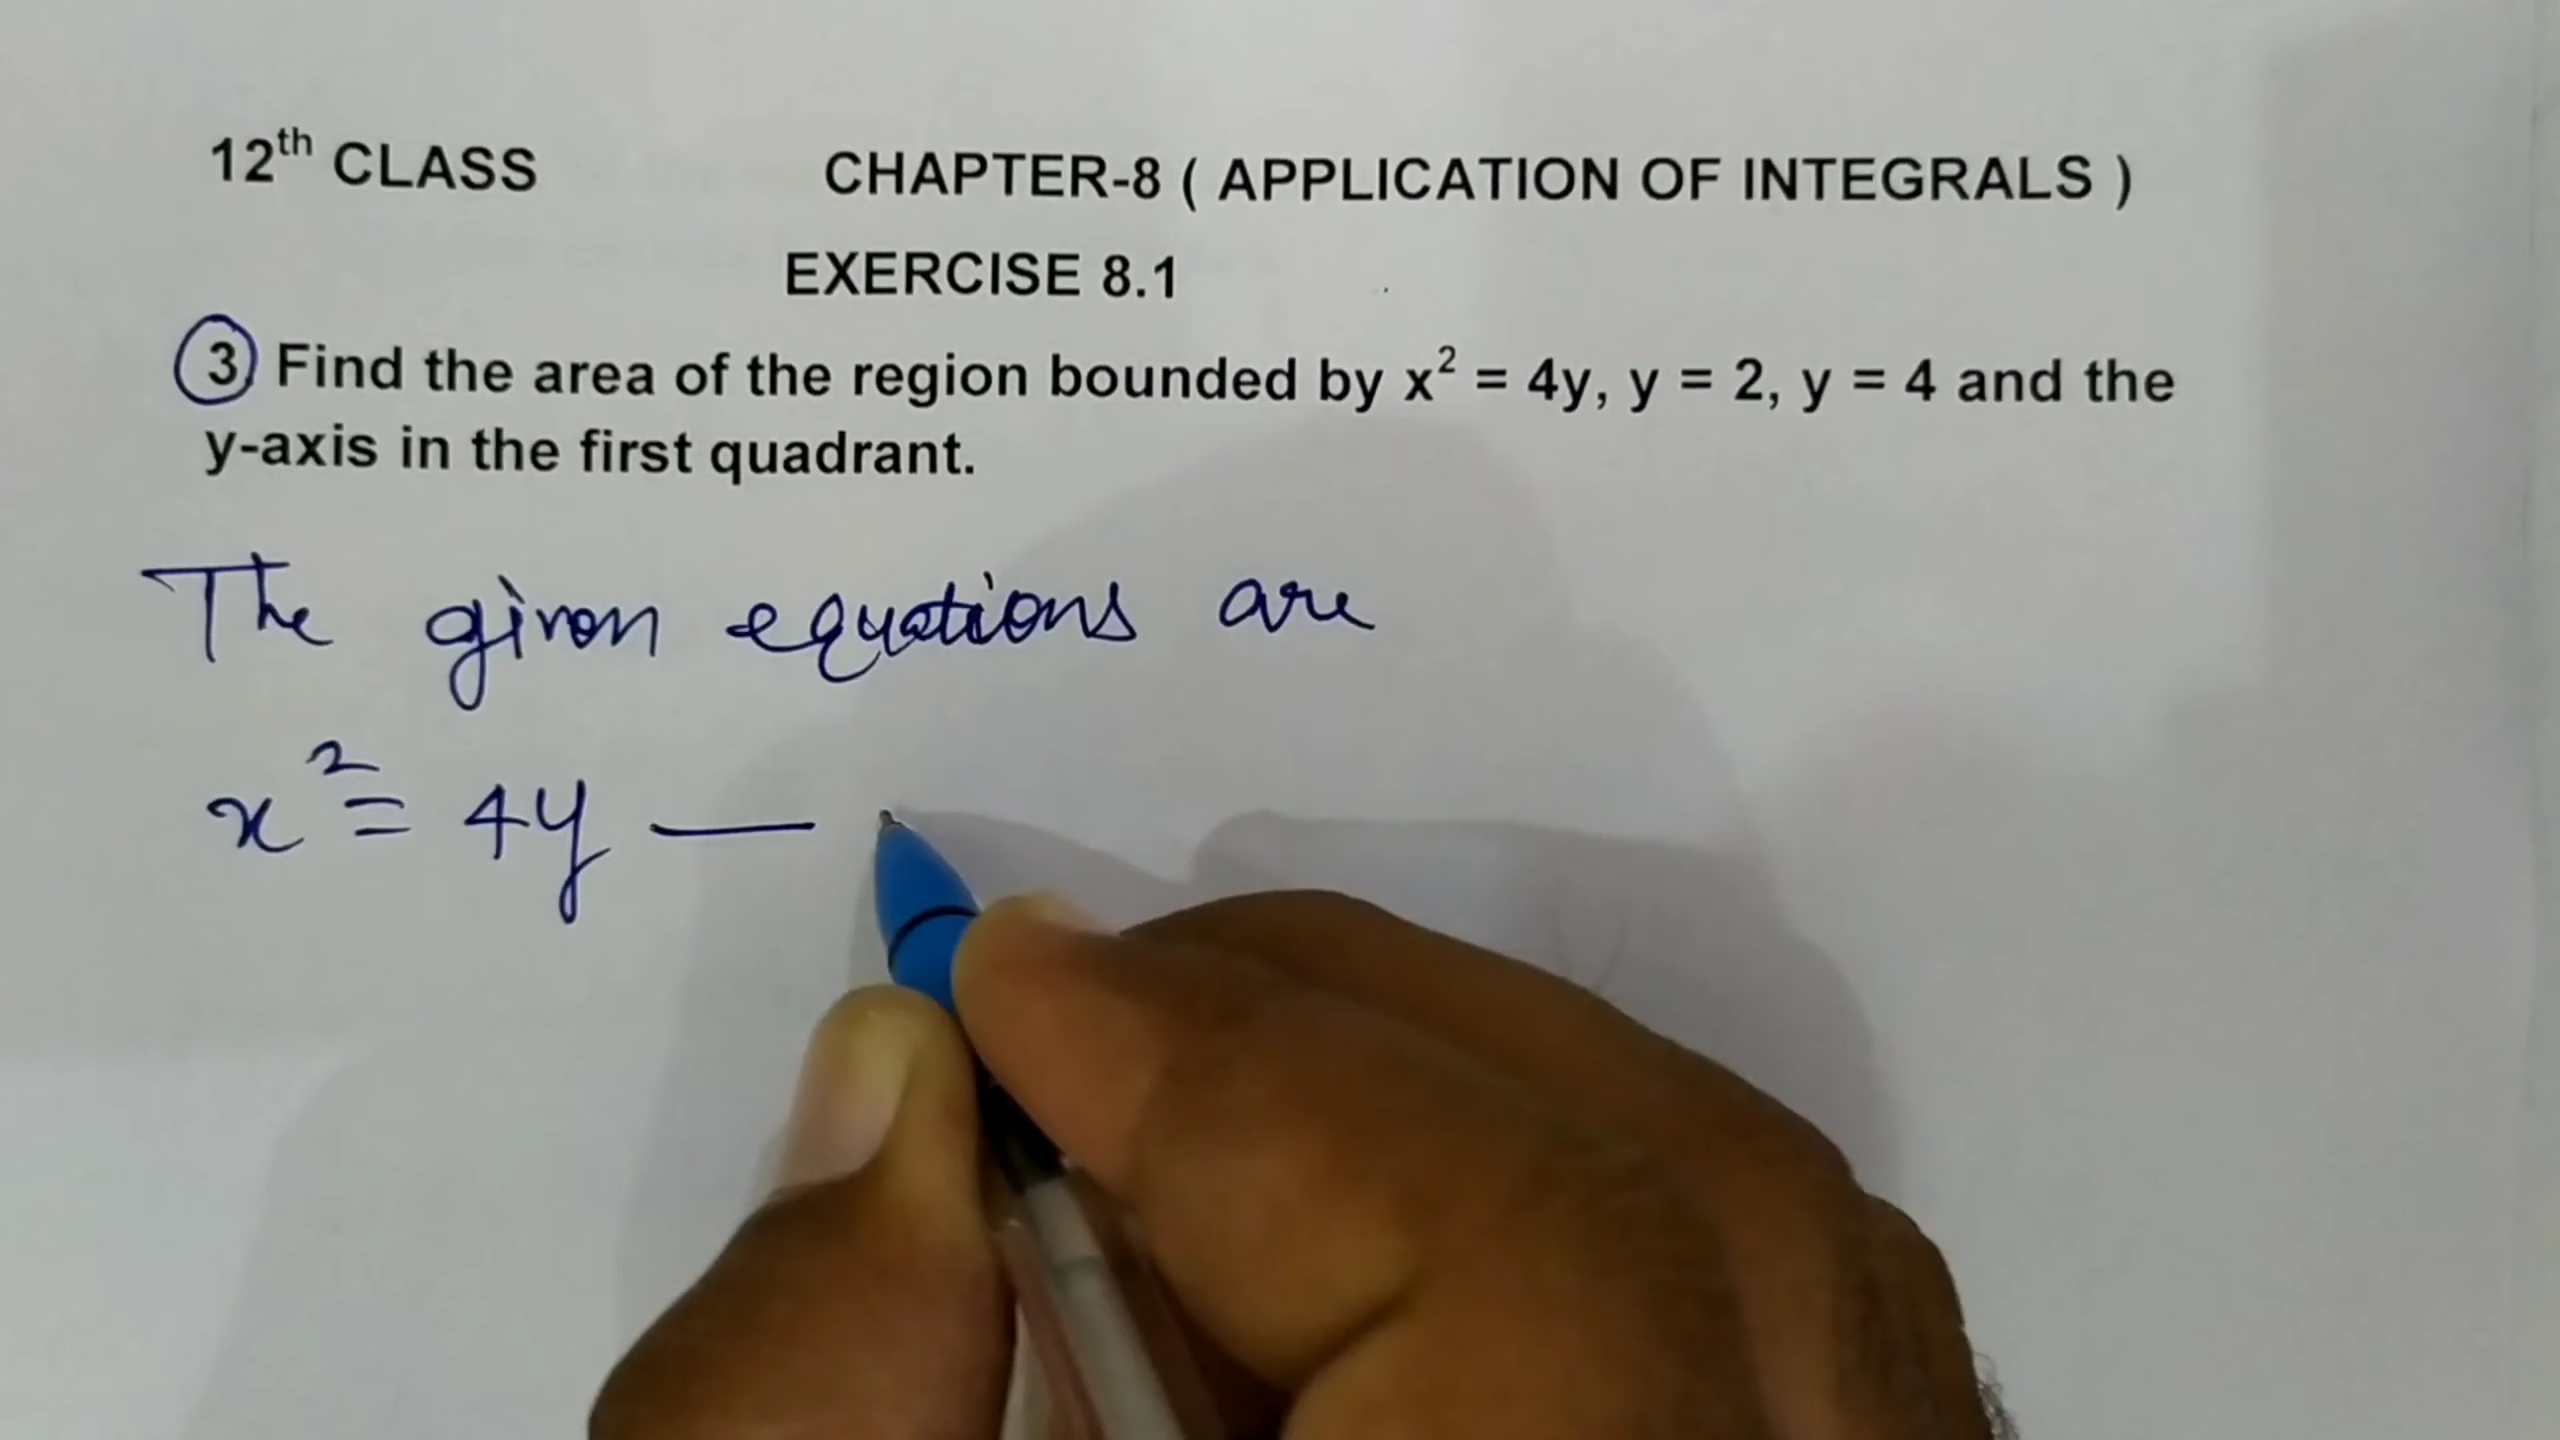 12th CLASS CHAPTER-8 ( APPLICATION OF INTEGRALS )
EXERCISE 8.1
3 Find the area of the region bounded by x² = 4y, y = 2, y = 4 and the
y-axis in the first quadrant.
The given equations are
x² = 4y —